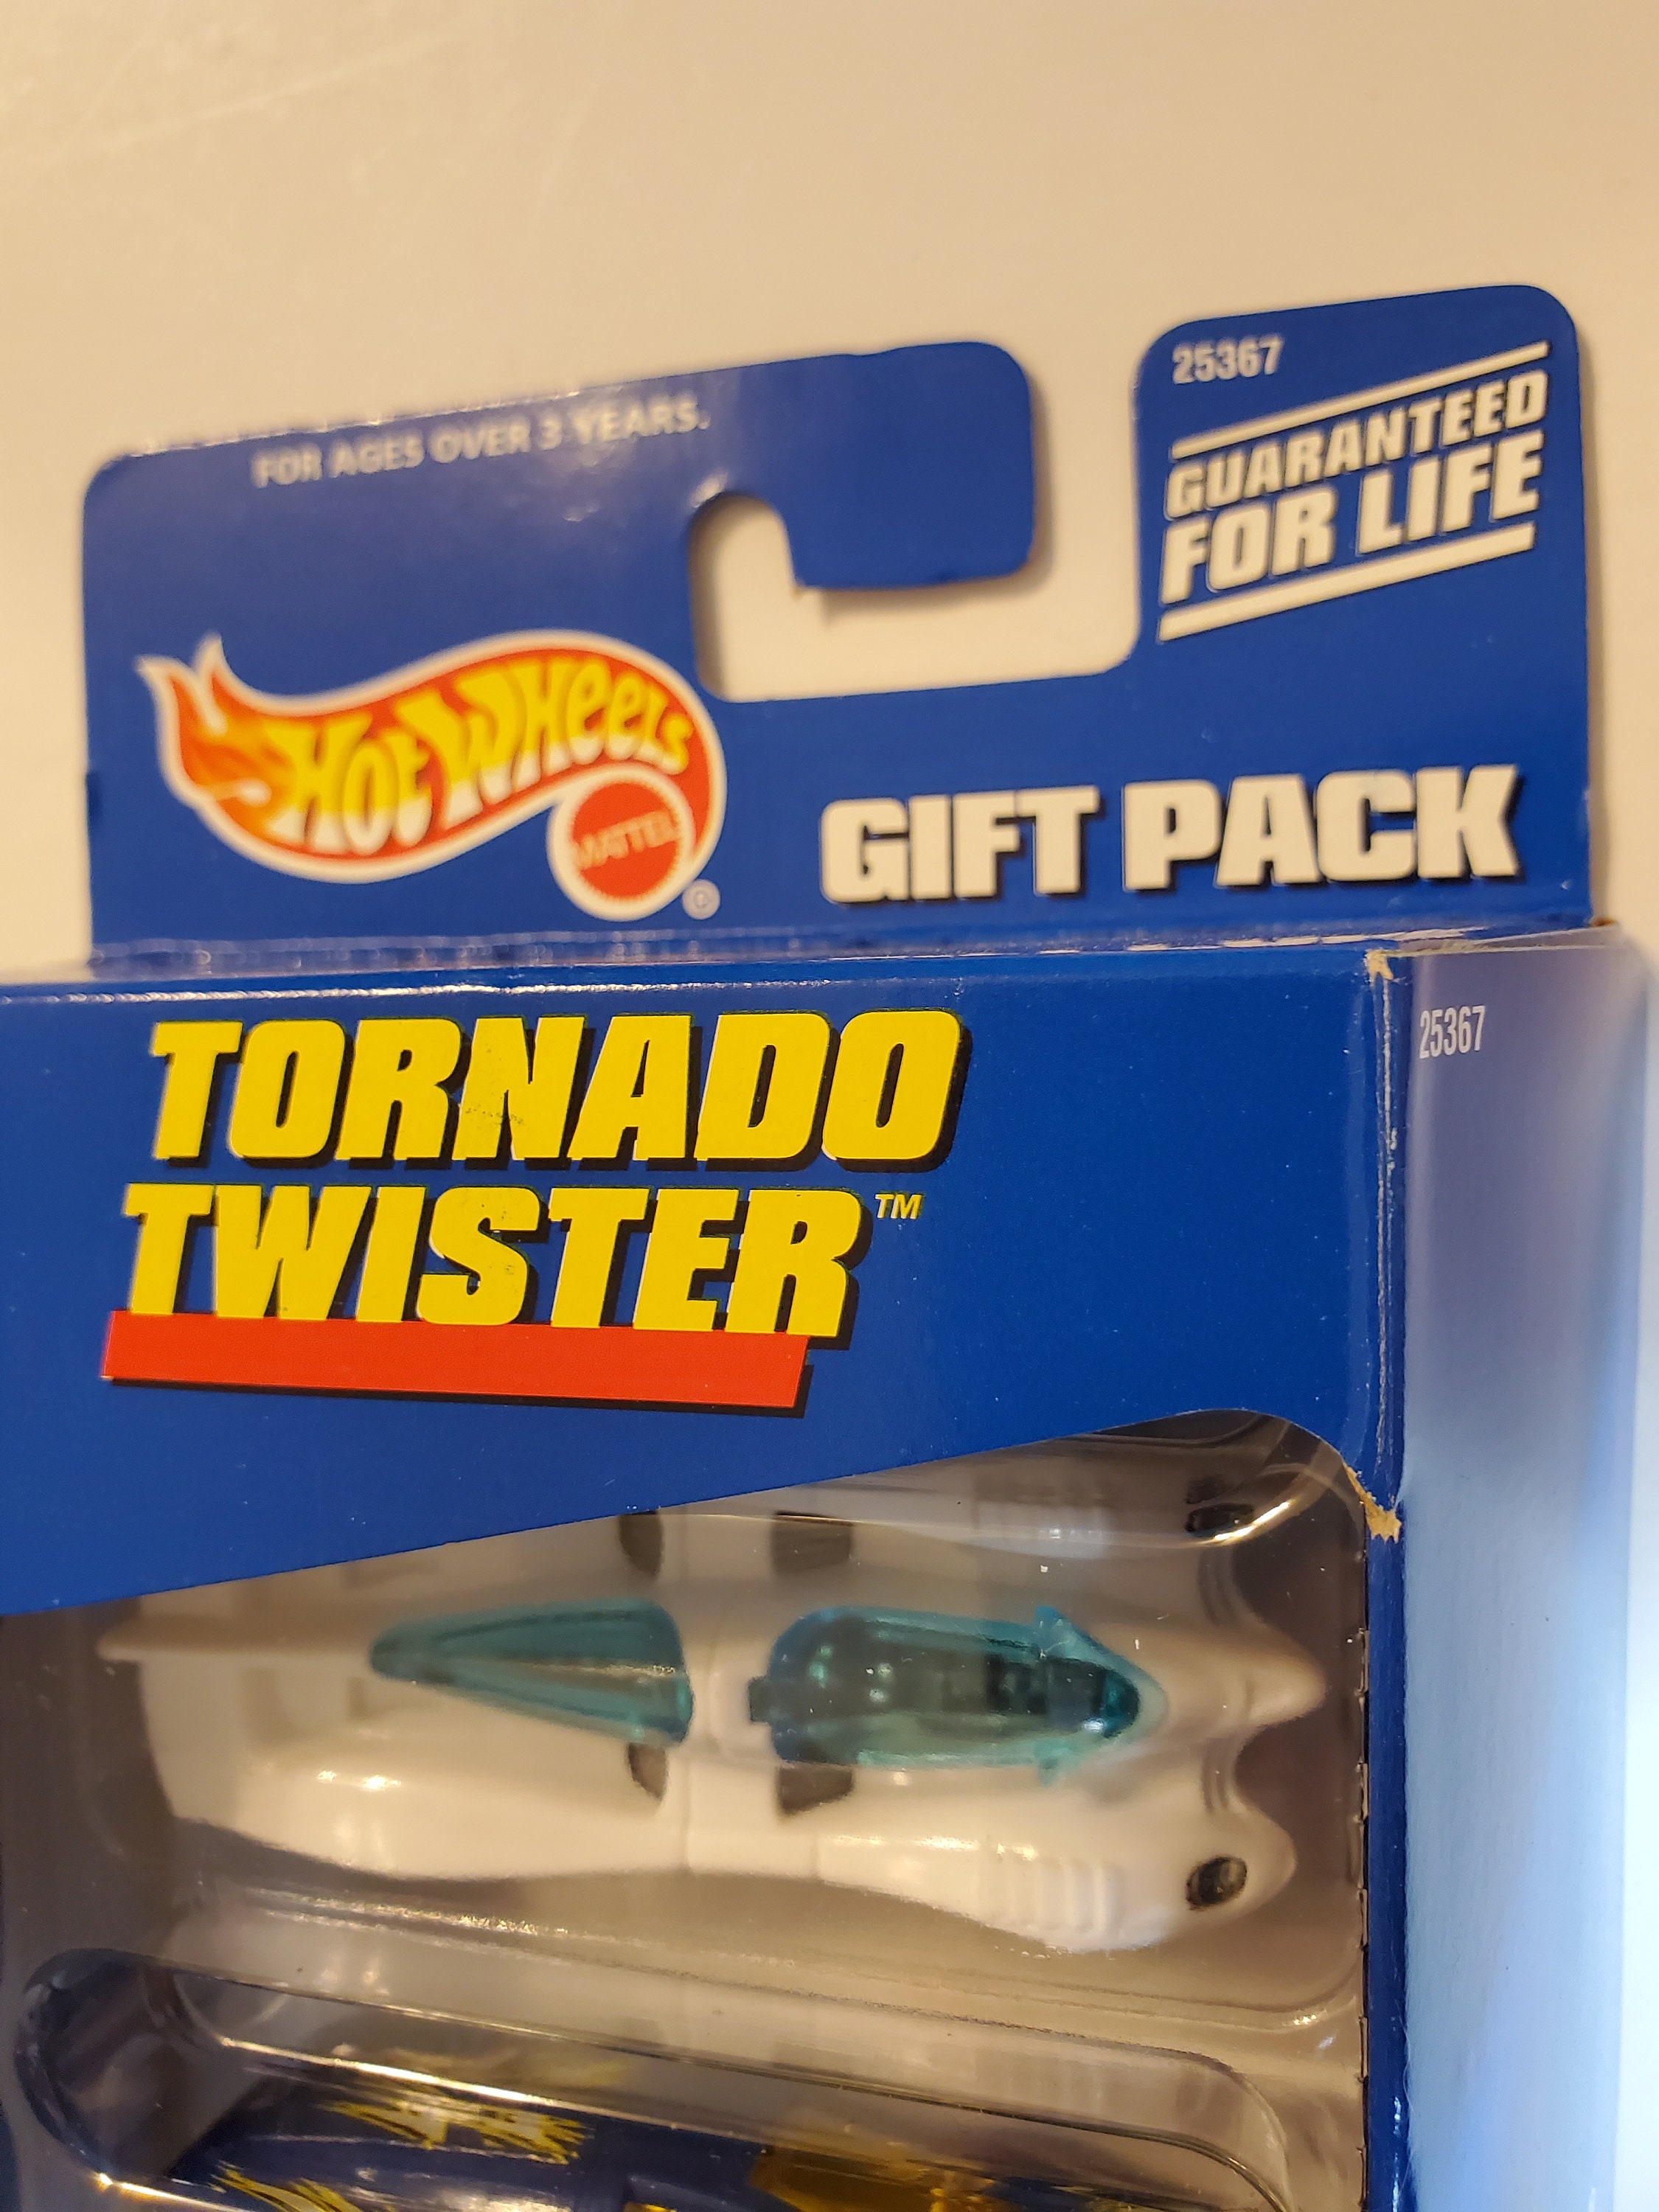 FOR AGES OVER 3 YEARS.
25367
GUARANTEED
FOR LIFE
HOT WHEELS
MATTEL
©
GIFT PACK
TORNADO
TWISTER™
25367